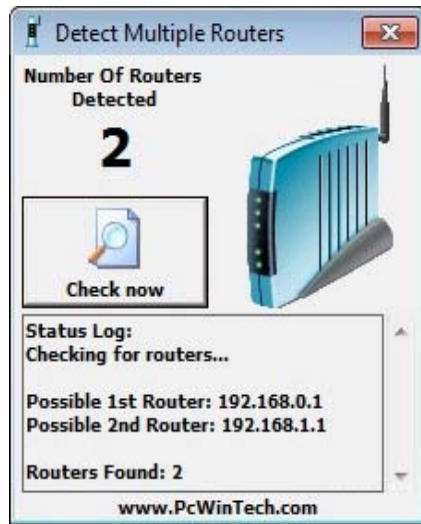 Detect Multiple Routers
Number Of Routers
Detected
2
Check now
Status Log:
Checking for routers...
Possible 1st Router: 192.168.0.1
Possible 2nd Router: 192.168.1.1
Routers Found: 2
www.PcWinTech.com